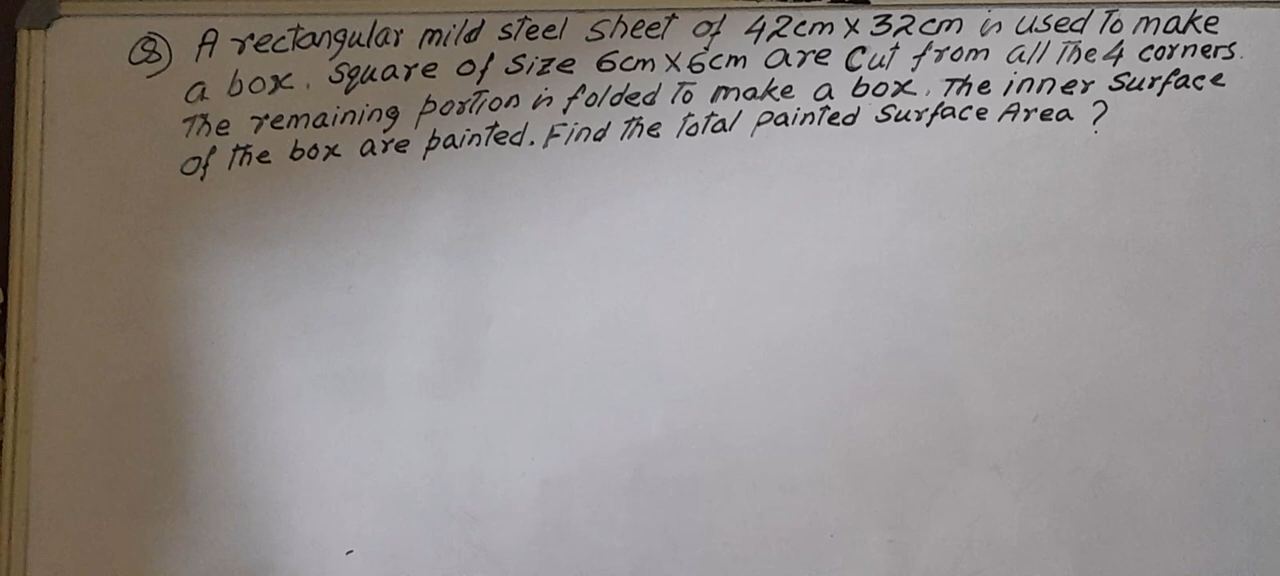 ⑧ A rectangular mild steel sheet of 42cm x 32cm is used To make
a box. Square of Size 6cm x 6cm are Cut from all The 4 corners.
The remaining portion is folded To make a box. The inner Surface
of The box are painted. Find The Total painted Surface Area ?